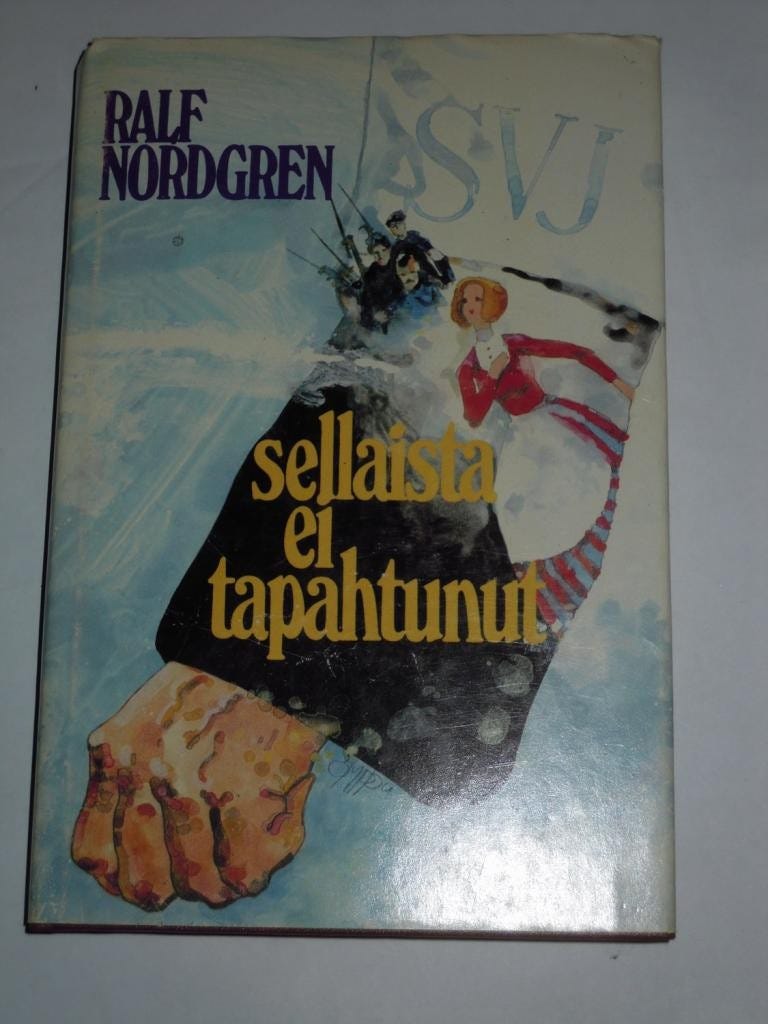 RALF
NORDGREN
SVJ
sellaista
ei
tapahtunut